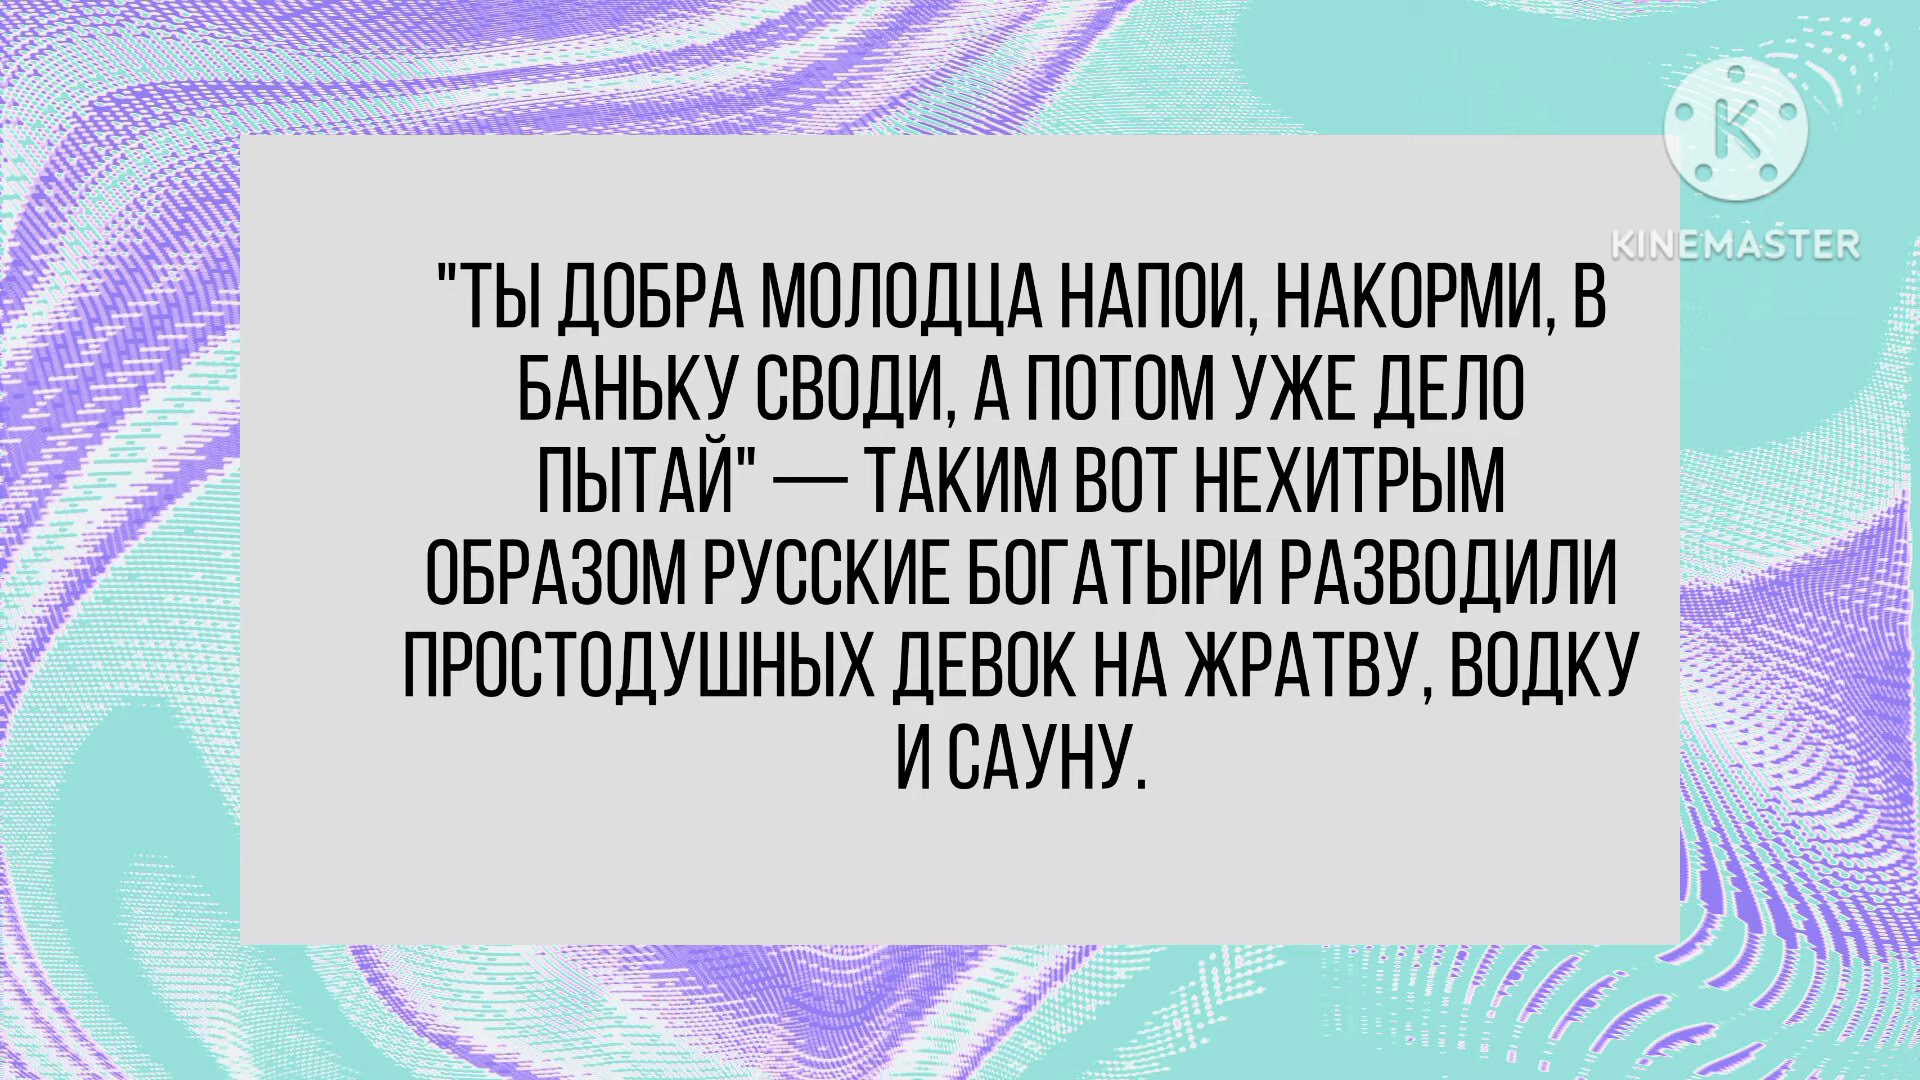 "ТЫ ДОБРА МОЛОДЦА НАПОИ, НАКОРМИ, В
БАНЬКУ СВОДИ, А ПОТОМ УЖЕ ДЕЛО
ПЫТАЙ" — ТАКИМ ВОТ НЕХИТРЫМ
ОБРАЗОМ РУССКИЕ БОГАТЫРИ РАЗВОДИЛИ
ПРОСТОДУШНЫХ ДЕВОК НА ЖРАТВУ, ВОДКУ
И САУНУ.
K
KINEMASTER